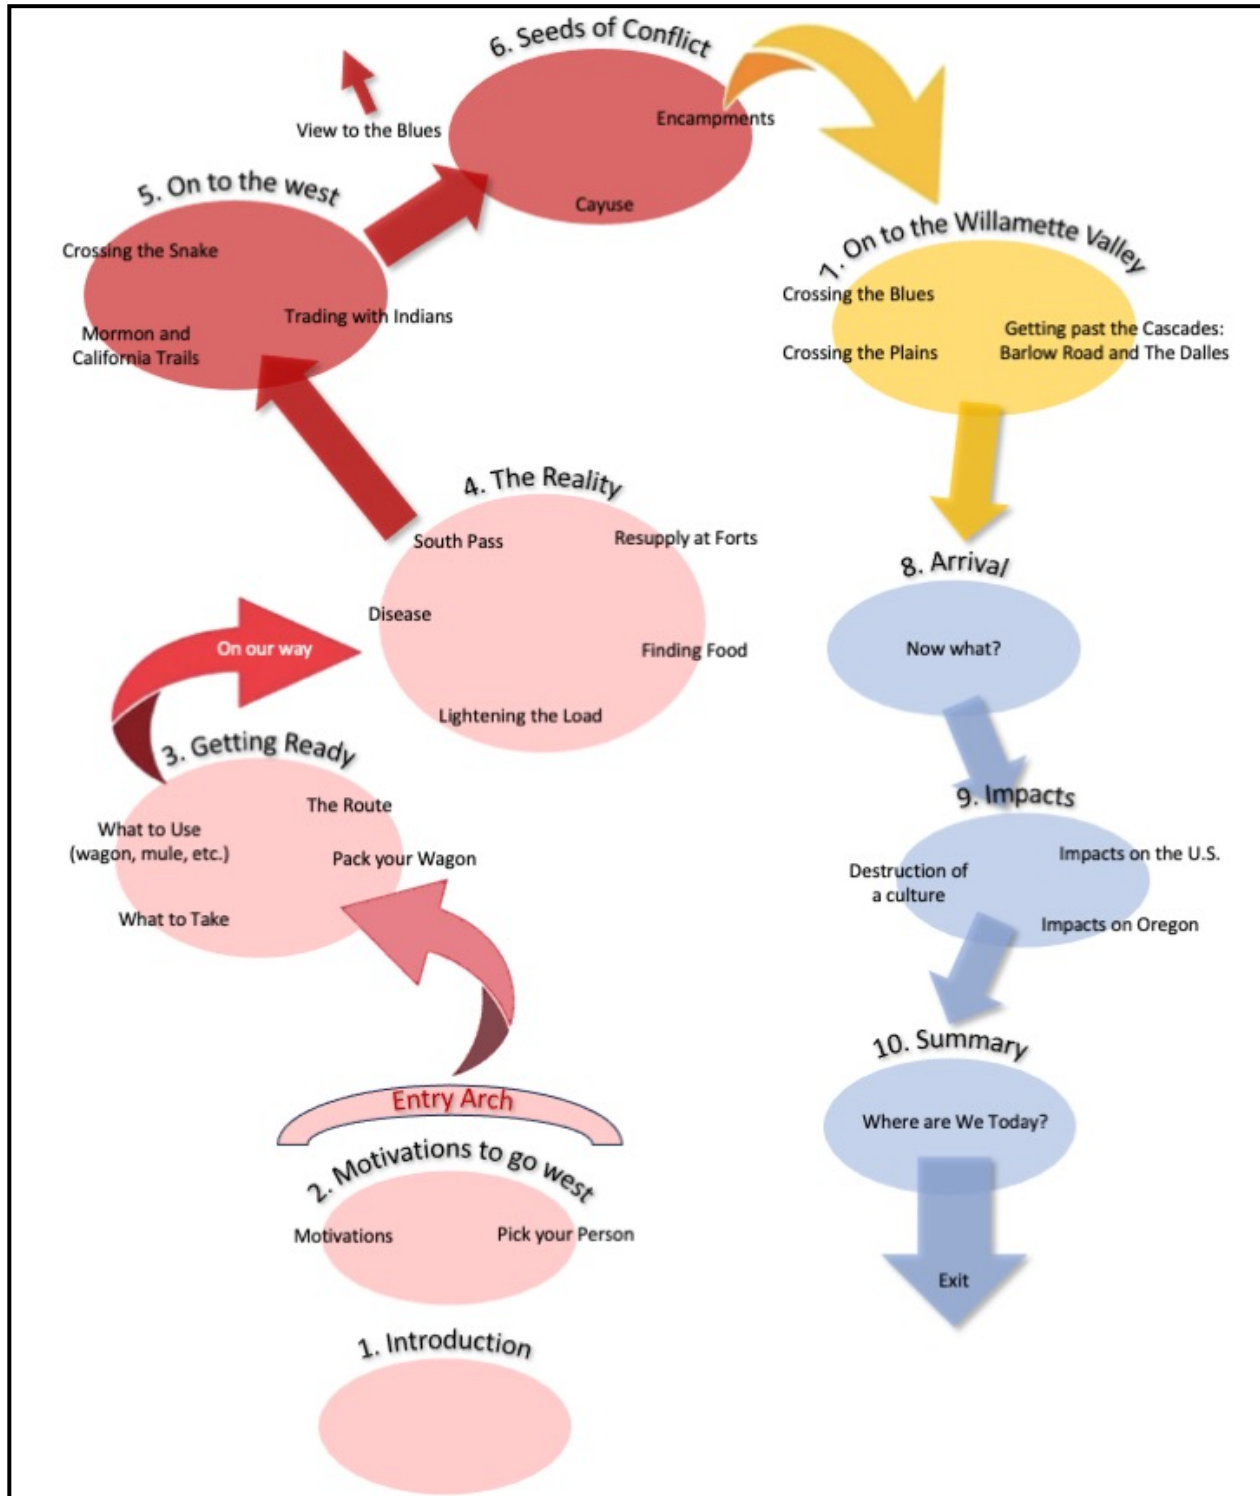 6. Seeds of Conflict
View to the Blues
Encampments
Cayuse
5. On to the west
Crossing the Snake
Trading with Indians
Mormon and
California Trails
7. On to the Willamette Valley
Crossing the Blues
Crossing the Plains
Getting past the Cascades:
Barlow Road and The Dalles
4. The Reality
South Pass
Resupply at Forts
Disease
Finding Food
Lightening the Load
On our way
8. Arrival
Now what?
3. Getting Ready
The Route
What to Use
(wagon, mule, etc.)
Pack your Wagon
What to Take
9. Impacts
Impacts on the U.S.
Destruction of
a culture
Impacts on Oregon
Entry Arch
2. Motivations to go west
Motivations
Pick your Person
10. Summary
Where are We Today?
Exit
1. Introduction